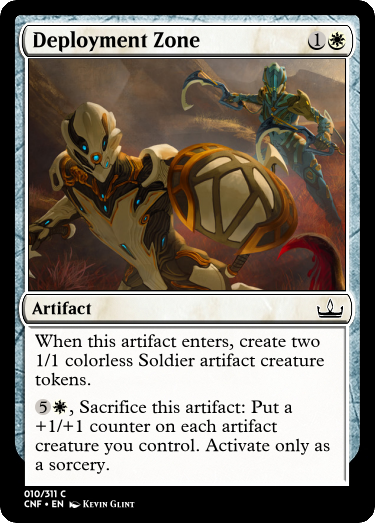 Deployment Zone 1
Artifact
When this artifact enters, create two
1/1 colorless Soldier artifact creature
tokens.
5, Sacrifice this artifact: Put a
+1/+1 counter on each artifact
creature you control. Activate only as
a sorcery.
010/311 C
CNF • EN Kevin Glint